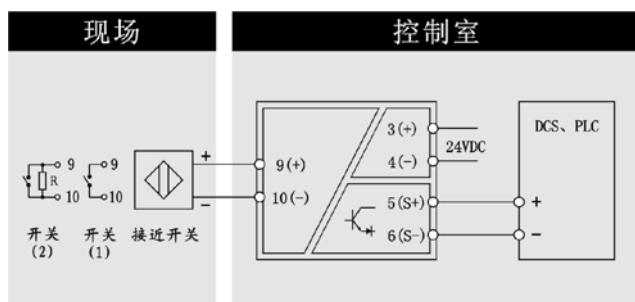 现场
控制室
3(+)
4(-)
24VDC
DCS、PLC
9
R
10
9
10
+
−
9(+)
10(-)
5(S+)
6(S-)
+
−
开关
(2)
开关
(1)
接近开关